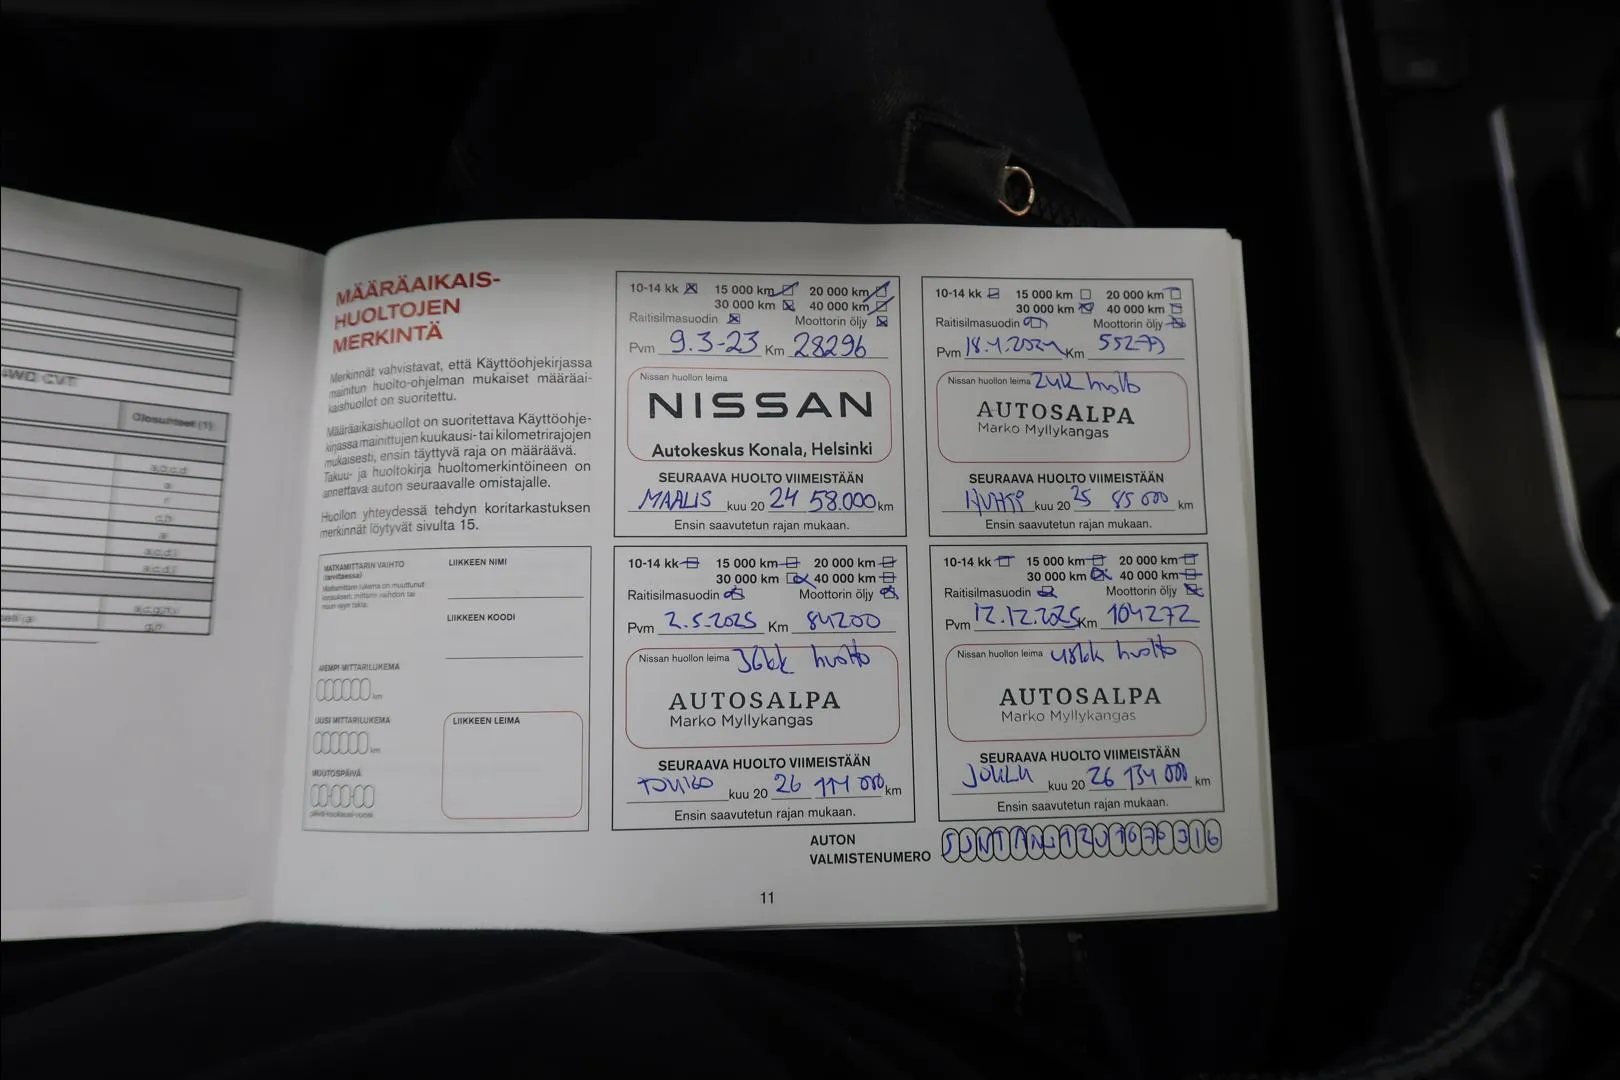 4WD CVT
Olosuhteet (1)
MÄÄRÄAIKAIS-
HUOLTOJEN
MERKINTÄ
Merkinnät vahvistavat, että Käyttöohjekirjassa
mainitun huolto-ohjelman mukaiset määräai-
kaishuollot on suoritettu.
Määräaikaishuollot on suoritettava Käyttöohje-
kirjassa mainittujen kuukausi- tai kilometrirajojen
mukaisesti, ensin täyttyvä raja on määräävä.
Takuu- ja huoltokirja huoltomerkintöineen on
annettava auton seuraavalle omistajalle.
Huollon yhteydessä tehdyn koritarkastuksen
merkinnät löytyvät sivulta 15.
MATKAMITTARIN VAIHTO
(tarvittaessa)
LIIKKEEN NIMI
LIIKKEEN KOODI
AIEMPI MITTARILUKEMA
km
UUSI MITTARILUKEMA
km
MUUTOSPÄIVÄ
LIIKKEEN LEIMA
10-14 kk 15 000 km 20 000 km
30 000 km 40 000 km
Raitisilmasuodin Moottorin öljy
Pvm 9.3-23 Km 28296
Nissan huollon leima
NISSAN
Autokeskus Konala, Helsinki
SEURAAVA HUOLTO VIIMEISTÄÄN
MAALIS kuu 20 24 58.000 km
Ensin saavutetun rajan mukaan.
10-14 kk 15 000 km 20 000 km
30 000 km 40 000 km
Raitisilmasuodin Moottorin öljy
Pvm 18.4.2024 Km 55279
Nissan huollon leima 24kk huolto
AUTOSALPA
Marko Myllykangas
SEURAAVA HUOLTO VIIMEISTÄÄN
HUHTI kuu 20 25 85 000 km
Ensin saavutetun rajan mukaan.
10-14 kk 15 000 km 20 000 km
30 000 km 40 000 km
Raitisilmasuodin Moottorin öljy
Pvm 2.5.2025 Km 84200
Nissan huollon leima 36kk huolto
AUTOSALPA
Marko Myllykangas
SEURAAVA HUOLTO VIIMEISTÄÄN
TOUKO kuu 20 26 114 000 km
Ensin saavutetun rajan mukaan.
10-14 kk 15 000 km 20 000 km
30 000 km 40 000 km
Raitisilmasuodin Moottorin öljy
Pvm 12.12.2025 Km 104272
Nissan huollon leima 48kk huolto
AUTOSALPA
Marko Myllykangas
SEURAAVA HUOLTO VIIMEISTÄÄN
JOULU kuu 20 26 134 000 km
Ensin saavutetun rajan mukaan.
AUTON
VALMISTENUMERO
11